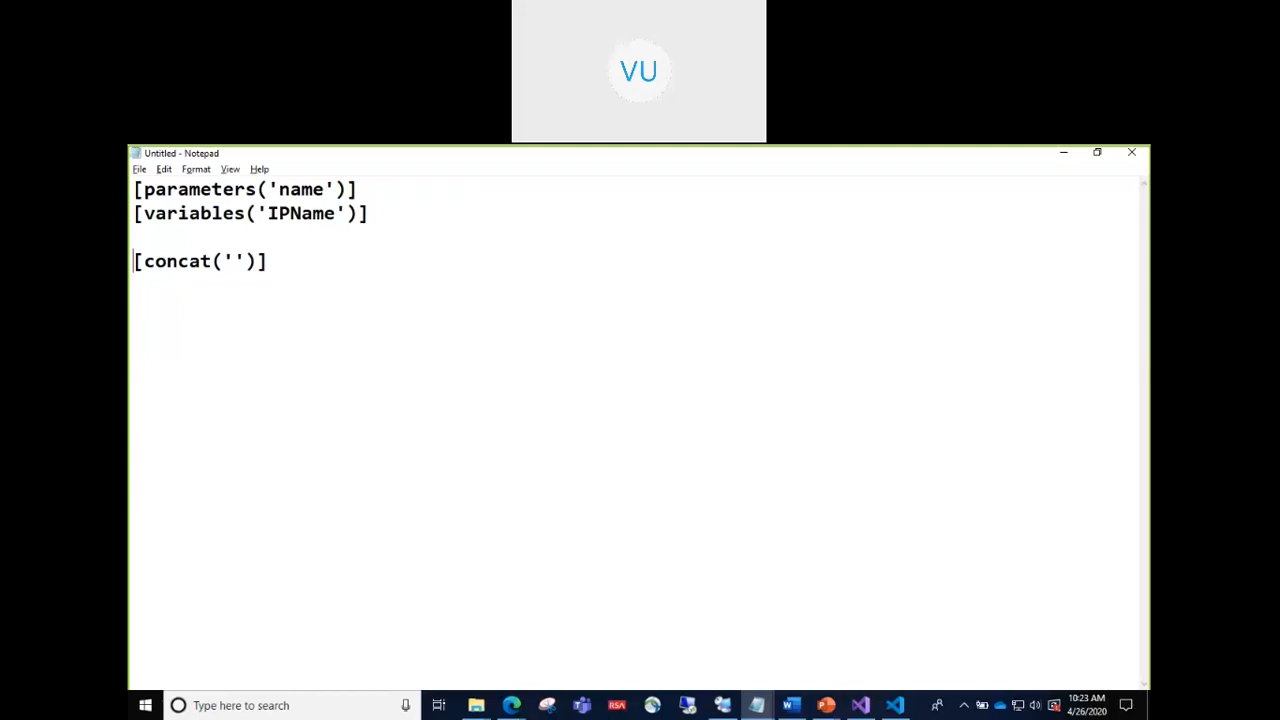 VU
Untitled - Notepad
File Edit Format View Help
[parameters('name')]
[variables('IPName')]
[concat('')]
Type here to search
RSA
10:23 AM
4/26/2020